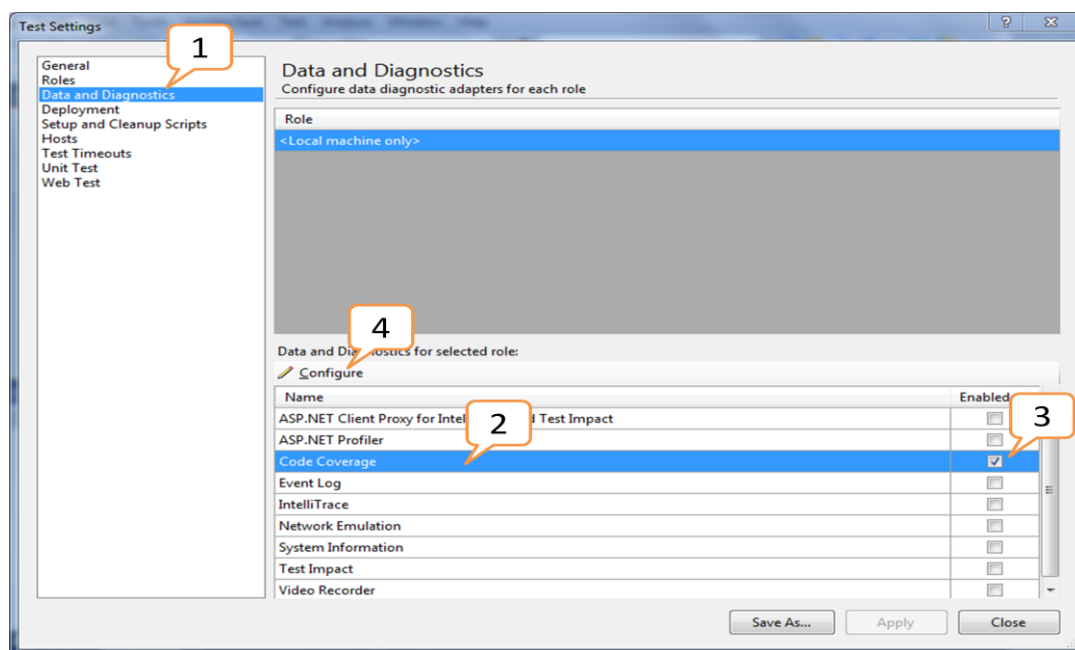 Test Settings
1
General
Roles
Data and Diagnostics
Deployment
Setup and Cleanup Scripts
Hosts
Test Timeouts
Unit Test
Web Test
Data and Diagnostics
Configure data diagnostic adapters for each role
Role
<Local machine only>
4
Data and Diagnostics for selected role:
Configure
Name Enabled
ASP.NET Client Proxy for Test Impact
2
3
ASP.NET Profiler
Code Coverage
Event Log
IntelliTrace
Network Emulation
System Information
Test Impact
Video Recorder
Save As... Apply Close